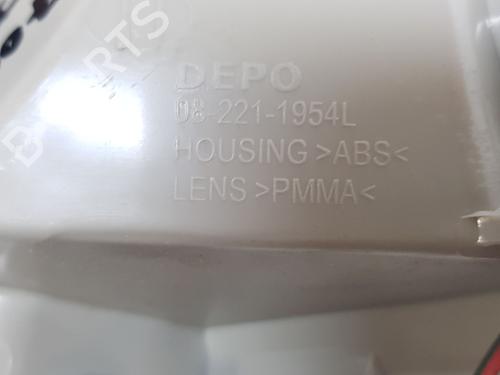 DEPO
08-221-1954L
HOUSING >ABS<
LENS >PMMA<